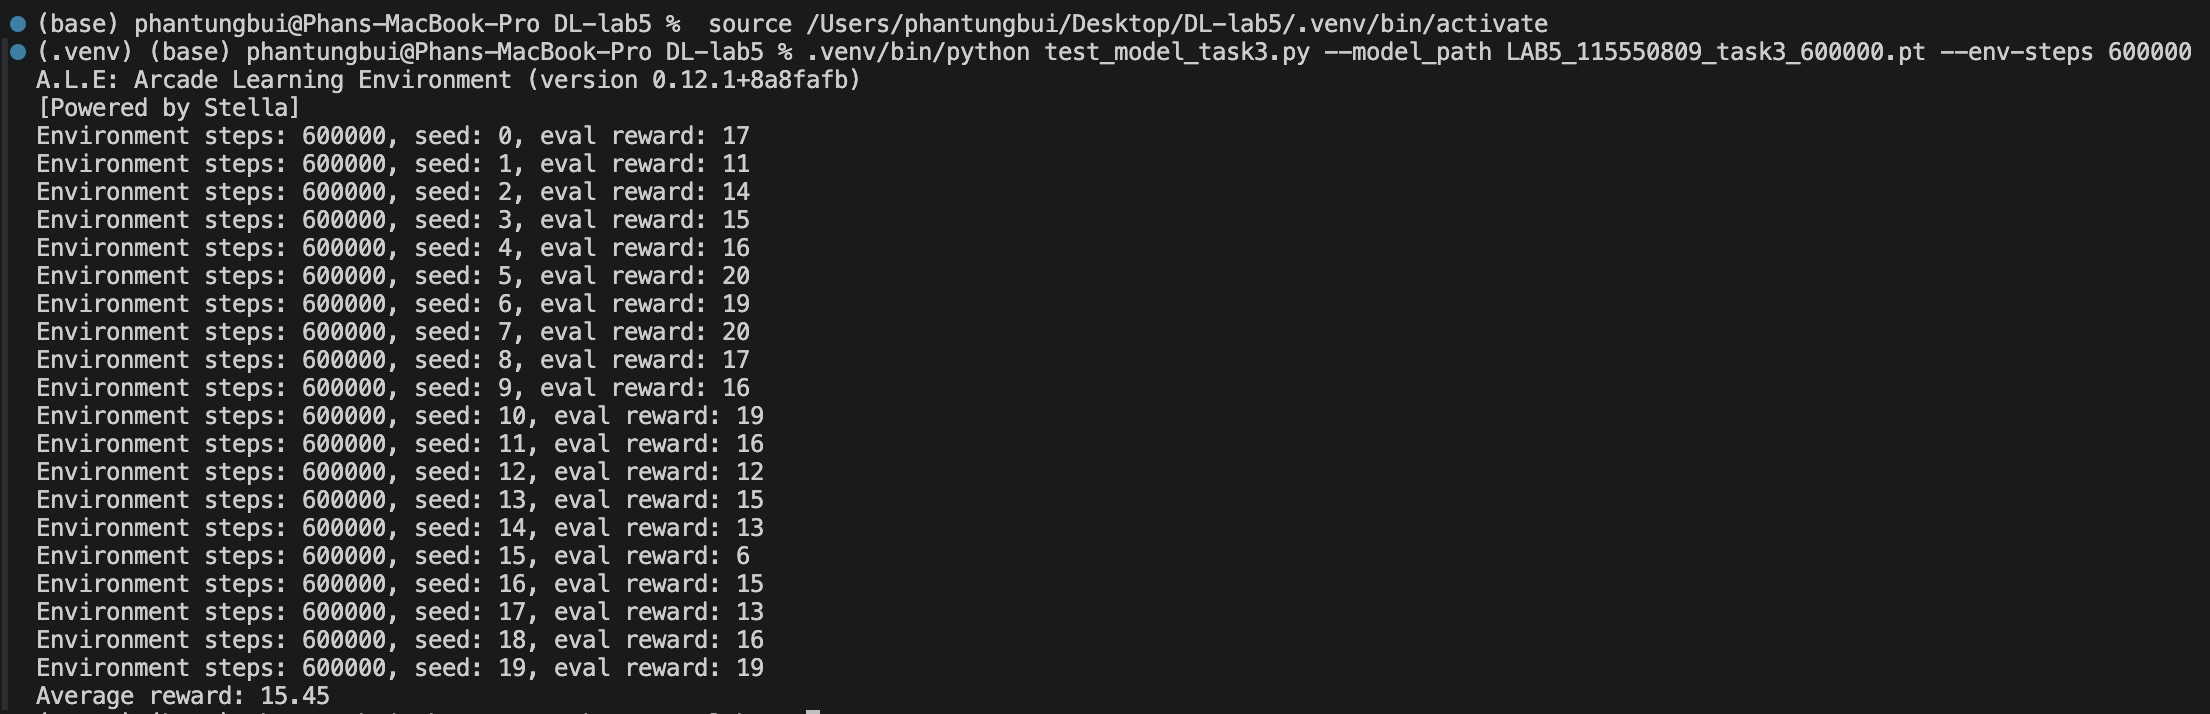 (base) phantungbui@Phans-MacBook-Pro DL-lab5 %  source /Users/phantungbui/Desktop/DL-lab5/.venv/bin/activate
(.venv) (base) phantungbui@Phans-MacBook-Pro DL-lab5 % .venv/bin/python test_model_task3.py --model_path LAB5_115550809_task3_600000.pt --env-steps 600000
A.L.E: Arcade Learning Environment (version 0.12.1+8a8fafb)
[Powered by Stella]
Environment steps: 600000, seed: 0, eval reward: 17
Environment steps: 600000, seed: 1, eval reward: 11
Environment steps: 600000, seed: 2, eval reward: 14
Environment steps: 600000, seed: 3, eval reward: 15
Environment steps: 600000, seed: 4, eval reward: 16
Environment steps: 600000, seed: 5, eval reward: 20
Environment steps: 600000, seed: 6, eval reward: 19
Environment steps: 600000, seed: 7, eval reward: 20
Environment steps: 600000, seed: 8, eval reward: 17
Environment steps: 600000, seed: 9, eval reward: 16
Environment steps: 600000, seed: 10, eval reward: 19
Environment steps: 600000, seed: 11, eval reward: 16
Environment steps: 600000, seed: 12, eval reward: 12
Environment steps: 600000, seed: 13, eval reward: 15
Environment steps: 600000, seed: 14, eval reward: 13
Environment steps: 600000, seed: 15, eval reward: 6
Environment steps: 600000, seed: 16, eval reward: 15
Environment steps: 600000, seed: 17, eval reward: 13
Environment steps: 600000, seed: 18, eval reward: 16
Environment steps: 600000, seed: 19, eval reward: 19
Average reward: 15.45